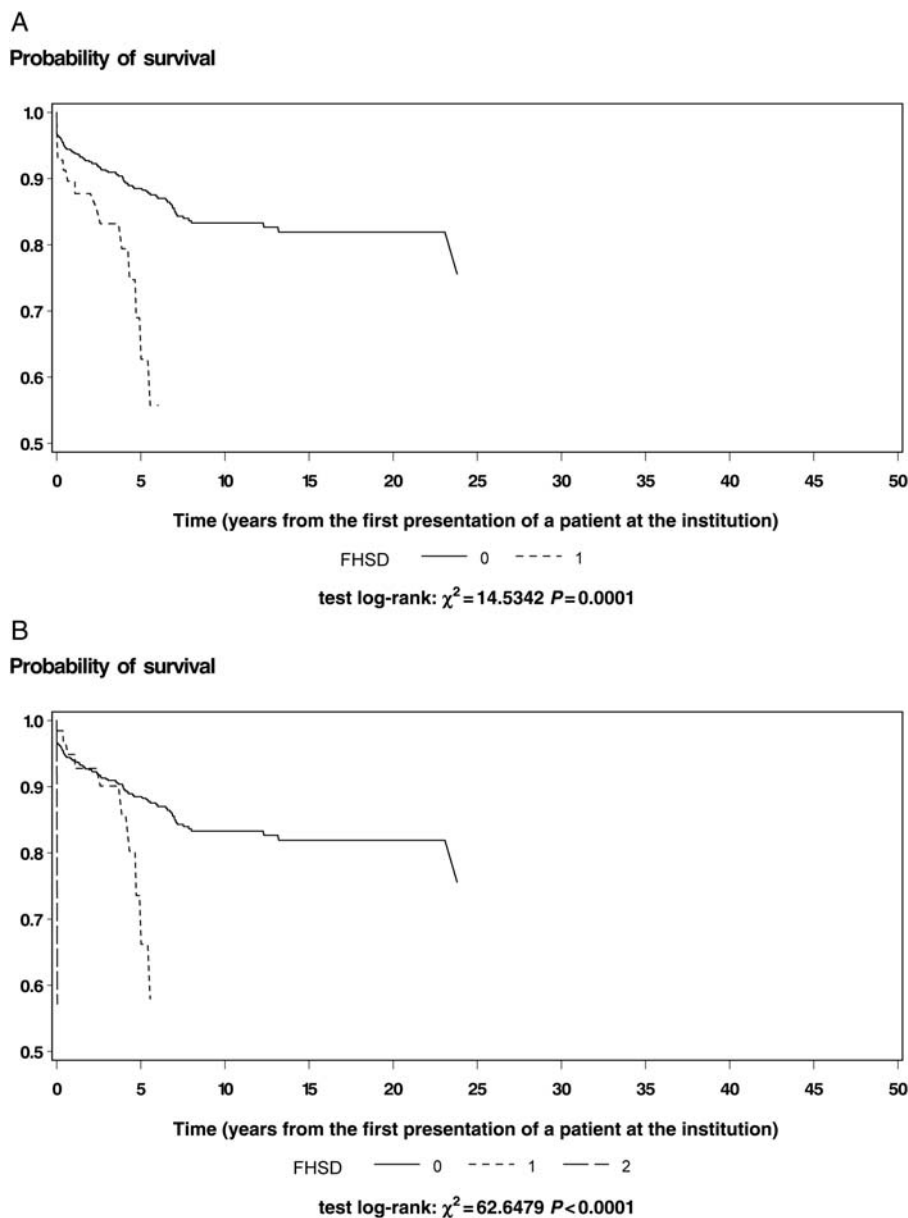 A
Probability of survival
1.0
0.9
0.8
0.7
0.6
0.5
0 5 10 15 20 25 30 35 40 45 50
Time (years from the first presentation of a patient at the institution)
FHSD 0 1
test log-rank: χ²=14.5342 P=0.0001
B
Probability of survival
1.0
0.9
0.8
0.7
0.6
0.5
0 5 10 15 20 25 30 35 40 45 50
Time (years from the first presentation of a patient at the institution)
FHSD 0 1 2
test log-rank: χ²=62.6479 P<0.0001